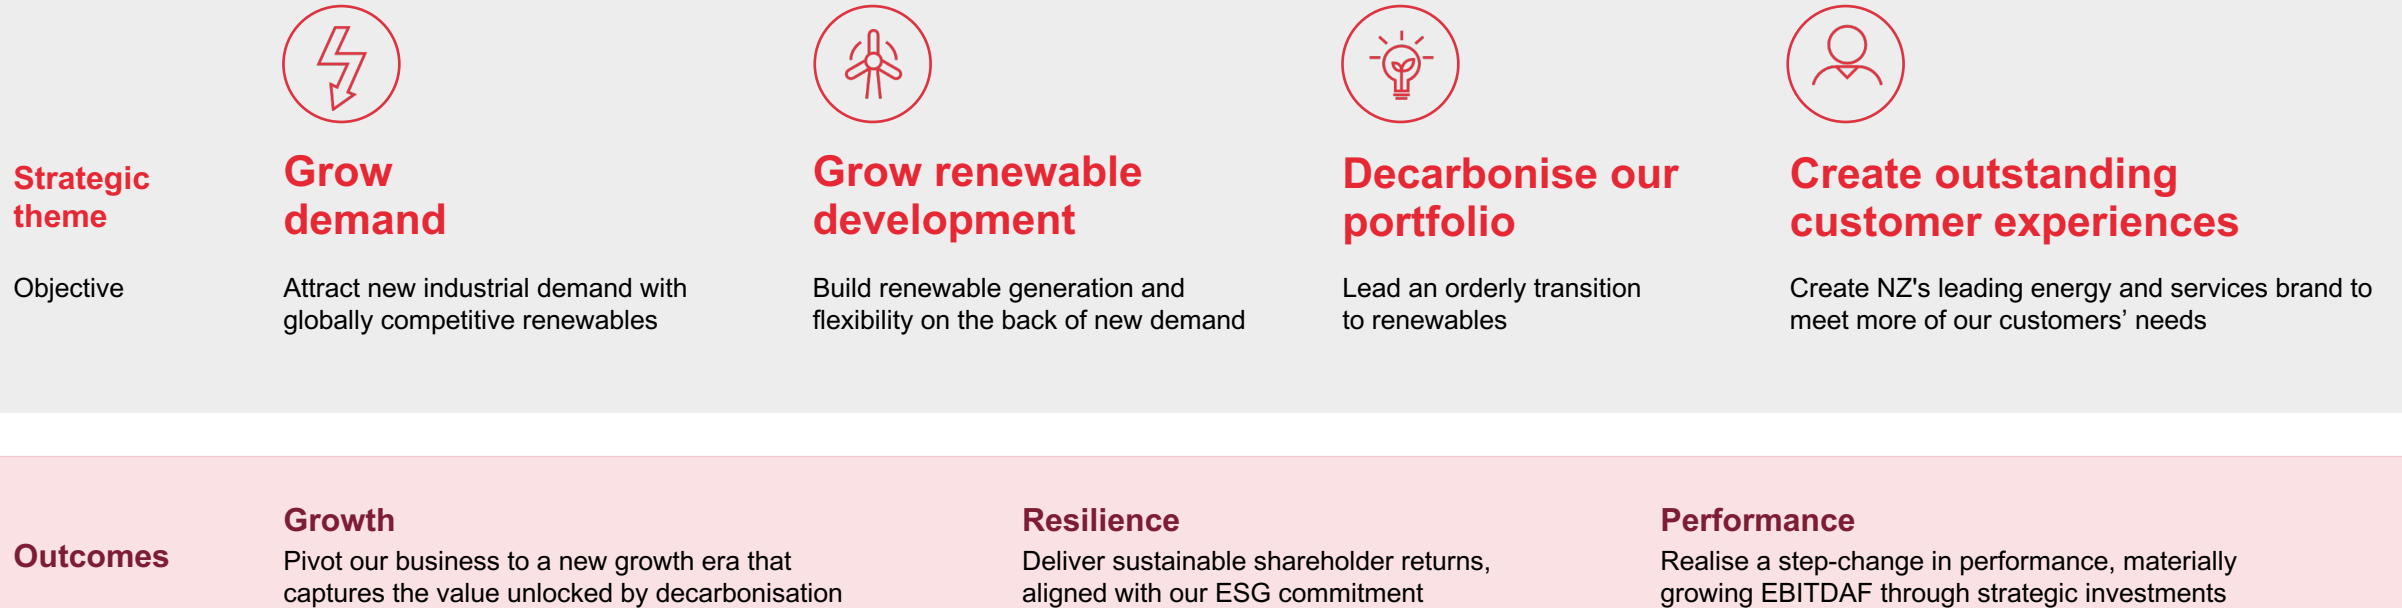 Strategic
theme
Grow
demand
Grow renewable
development
Decarbonise our
portfolio
Create outstanding
customer experiences
Objective
Attract new industrial demand with
globally competitive renewables
Build renewable generation and
flexibility on the back of new demand
Lead an orderly transition
to renewables
Create NZ's leading energy and services brand to
meet more of our customers’ needs
Outcomes
Growth
Pivot our business to a new growth era that
captures the value unlocked by decarbonisation
Resilience
Deliver sustainable shareholder returns,
aligned with our ESG commitment
Performance
Realise a step-change in performance, materially
growing EBITDAF through strategic investments